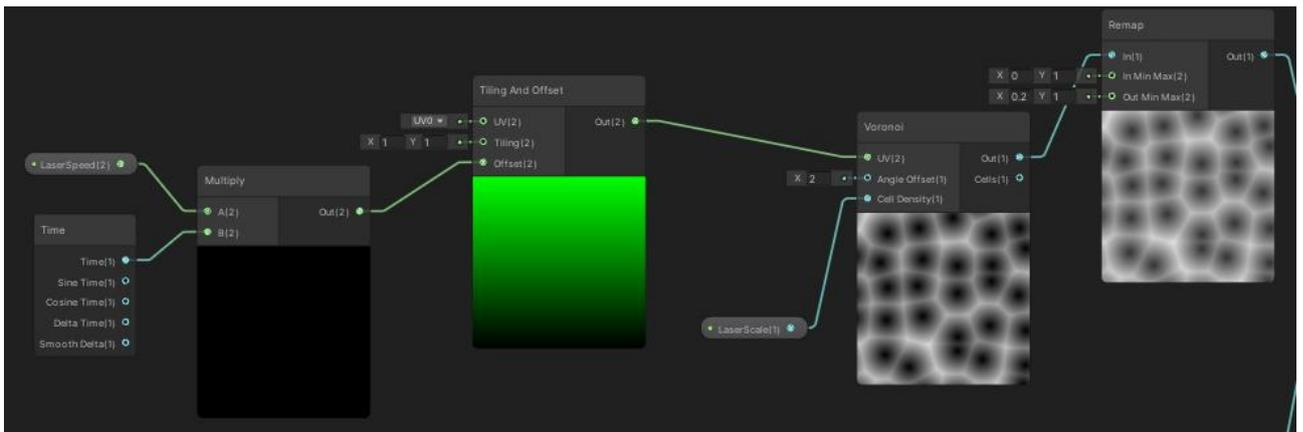 LaserSpeed(2)
Time
Time(1)
Sine Time(1)
Cosine Time(1)
Delta Time(1)
Smooth Delta(1)
Multiply
A(2) Out(2)
B(2)
Tiling And Offset
UV0 UV(2) Out(2)
X 1 Y 1 Tiling(2)
Offset(2)
LaserScale(1)
Voronoi
UV(2) Out(1)
X 2 Angle Offset(1) Cells(1)
Cell Density(1)
Remap
In(1) Out(1)
X 0 Y 1 In Min Max(2)
X 0.2 Y 1 Out Min Max(2)